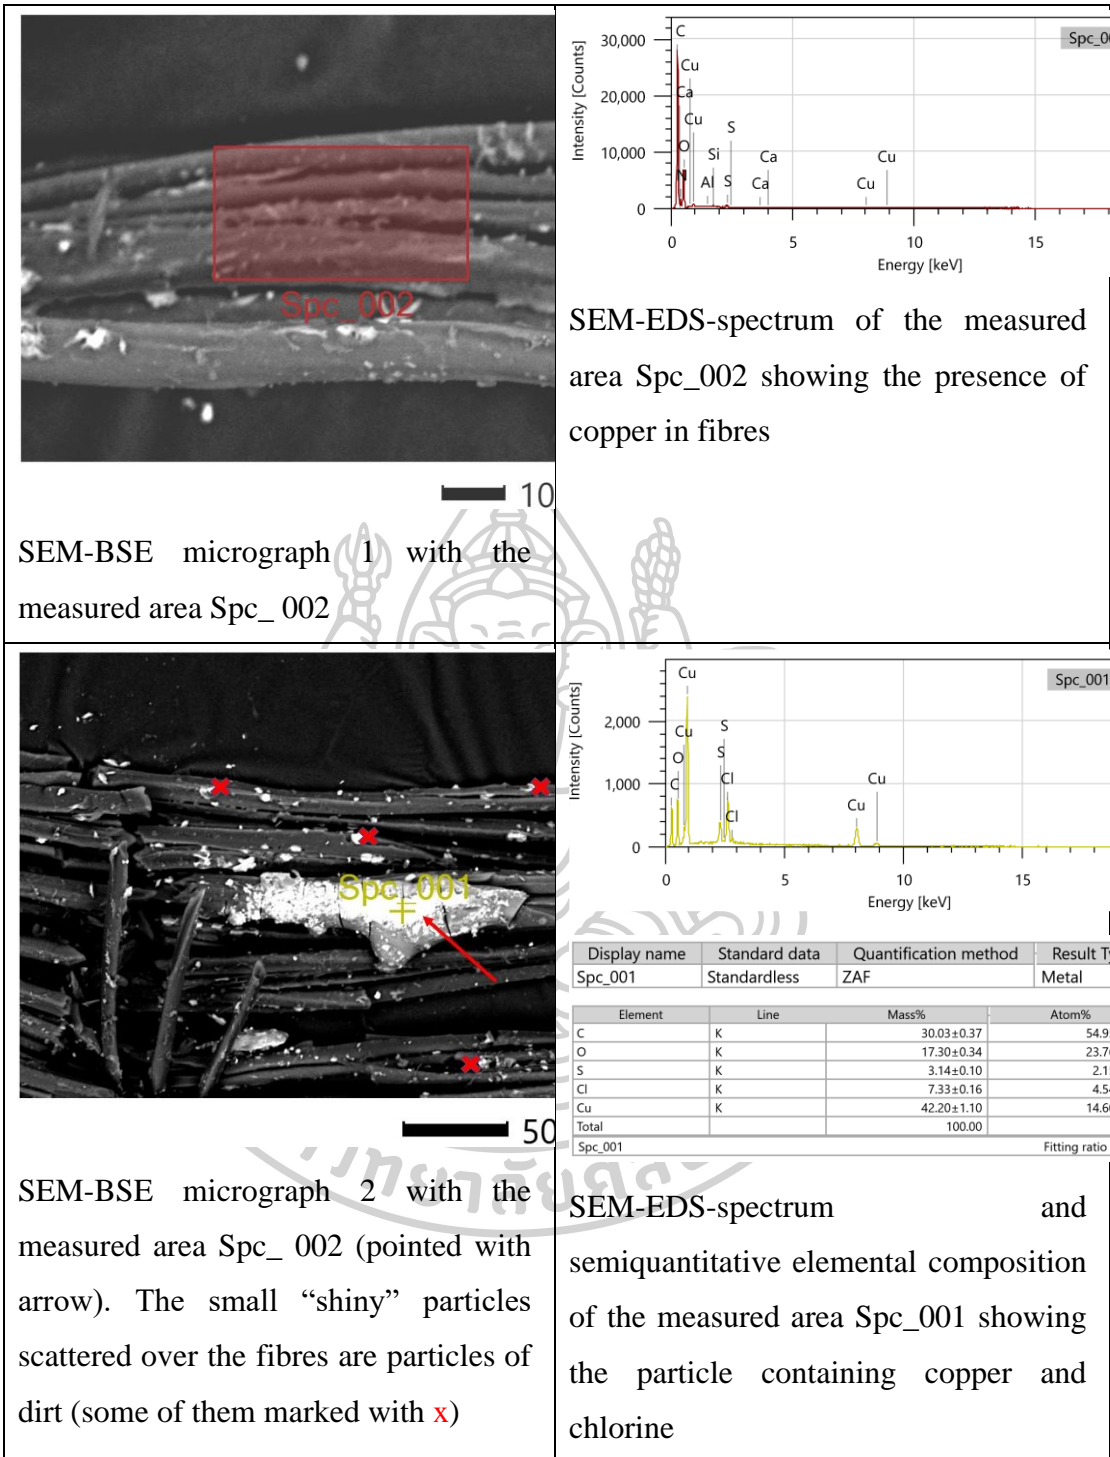 Spc_002
10
SEM-BSE micrograph 1 with the
measured area Spc_ 002
30,000
20,000
10,000
0
Intensity [Counts]
C
Cu
Ca
Cu
O
N
Al
Si
S
S
Ca
Ca
Cu
Cu
0 5 10 15
Energy [keV]
SEM-EDS-spectrum of the measured
area Spc_002 showing the presence of
copper in fibres
Spc_001
50
SEM-BSE micrograph 2 with the
measured area Spc_ 002 (pointed with
arrow). The small “shiny” particles
scattered over the fibres are particles of
dirt (some of them marked with x)
Spc_001
2,000
1,000
0
Intensity [Counts]
Cu
Cu
O
C
S
S
Cl
Cl
Cu
Cu
0 5 10 15
Energy [keV]
Display name Standard data Quantification method Result
Spc_001 Standardless ZAF Metal
Element Line Mass% Atom%
C K 30.03±0.37 54.9
O K 17.30±0.34
S K 3.14±0.10
Cl K 7.33±0.16
Cu K 42.20±1.10
Total 100.00
Spc_001 Fitting ratio
SEM-EDS-spectrum and
semiquantitative elemental composition
of the measured area Spc_001 showing
the particle containing copper and
chlorine